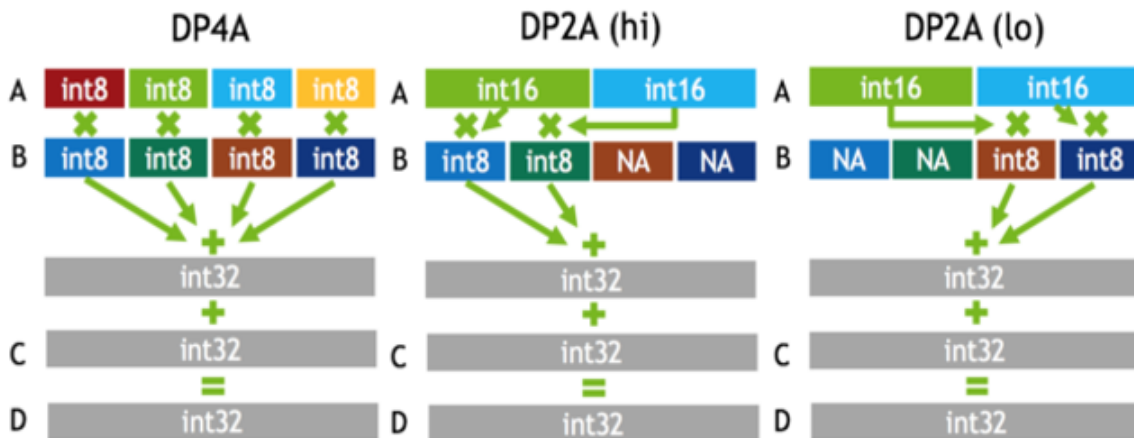 DP4A DP2A (hi) DP2A (lo)
A int8 int8 int8 int8 A int16 int16 A int16 int16
B int8 int8 int8 int8 B int8 int8 NA NA B NA NA int8 int8
int32 int32 int32
C int32 C int32 C int32
D int32 D int32 D int32